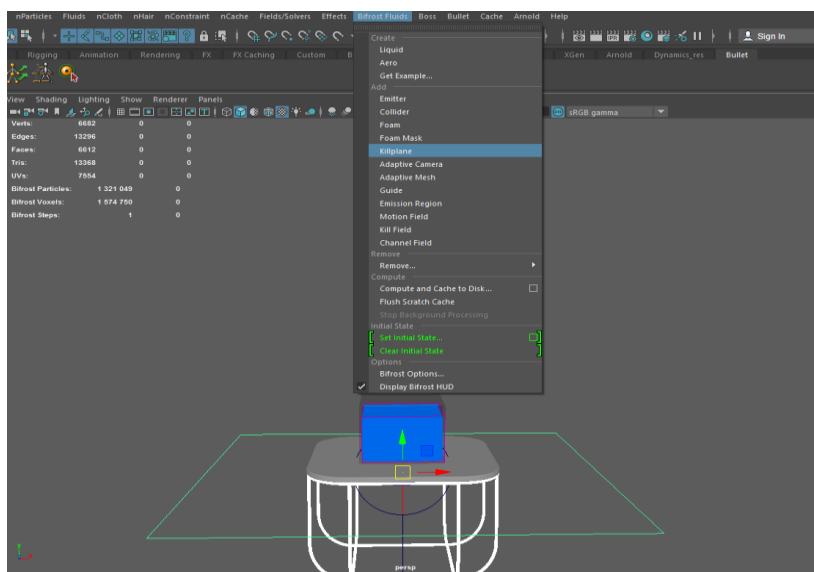 nParticles Fluids nCloth nHair nConstraint nCache Fields/Solvers Effects Bifrost Fluids Boss Bullet Cache Arnold Help
Sign In
Rigging Animation Rendering FX FX Caching Custom B XGen Arnold Dynamics_res Bullet
View Shading Lighting Show Renderer Panels
sRGB gamma
Verts: 6682 0 0
Edges: 13296 0 0
Faces: 6612 0 0
Tris: 13368 0 0
UVs: 7554 0 0
Bifrost Particles: 1 321 049 0
Bifrost Voxels: 1 574 750 0
Bifrost Steps: 1 0
Create
Liquid
Aero
Get Example...
Add
Emitter
Collider
Foam
Foam Mask
Killplane
Adaptive Camera
Adaptive Mesh
Guide
Emission Region
Motion Field
Kill Field
Channel Field
Remove
Remove...
Compute
Compute and Cache to Disk...
Flush Scratch Cache
Stop Background Processing
Initial State
Set Initial State...
Clear Initial State
Options
Bifrost Options...
Display Bifrost HUD
persp